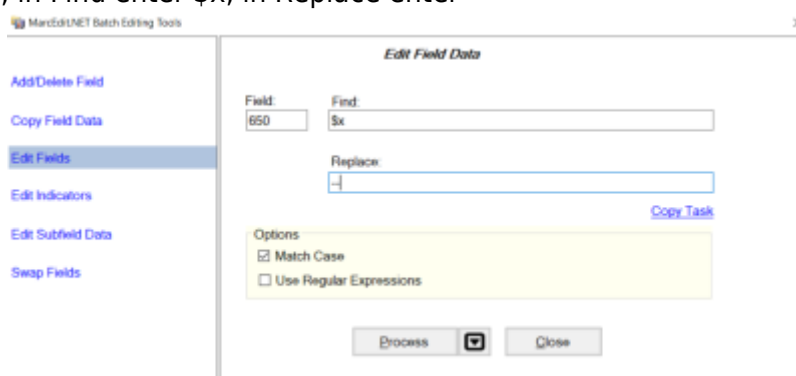 , in Find enter $x, in Replace enter
MarcEdit.NET Batch Editing Tools
Edit Field Data
Add/Delete Field
Copy Field Data
Edit Fields
Edit Indicators
Edit Subfield Data
Swap Fields
Field:
Find:
650
$x
Replace:
--
Copy Task
Options
Match Case
Use Regular Expressions
Process
Close